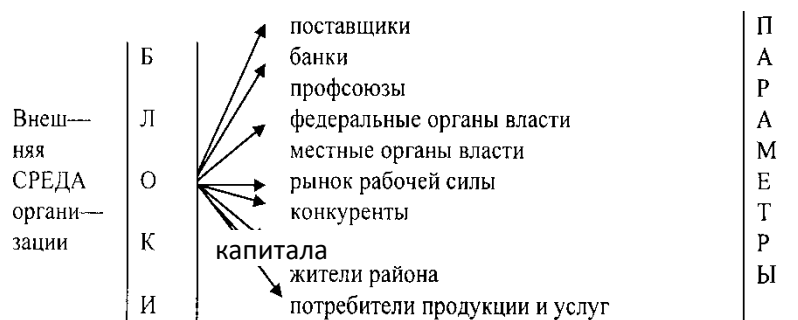 поставщики
банки
профсоюзы
федеральные органы власти
местные органы власти
рынок рабочей силы
конкуренты
капитала
жители района
потребители продукции и услуг
Внеш—
няя
СРЕДА
органи—
зации
Б
Л
О
К
И
П
А
Р
А
М
Е
Т
Р
Ы